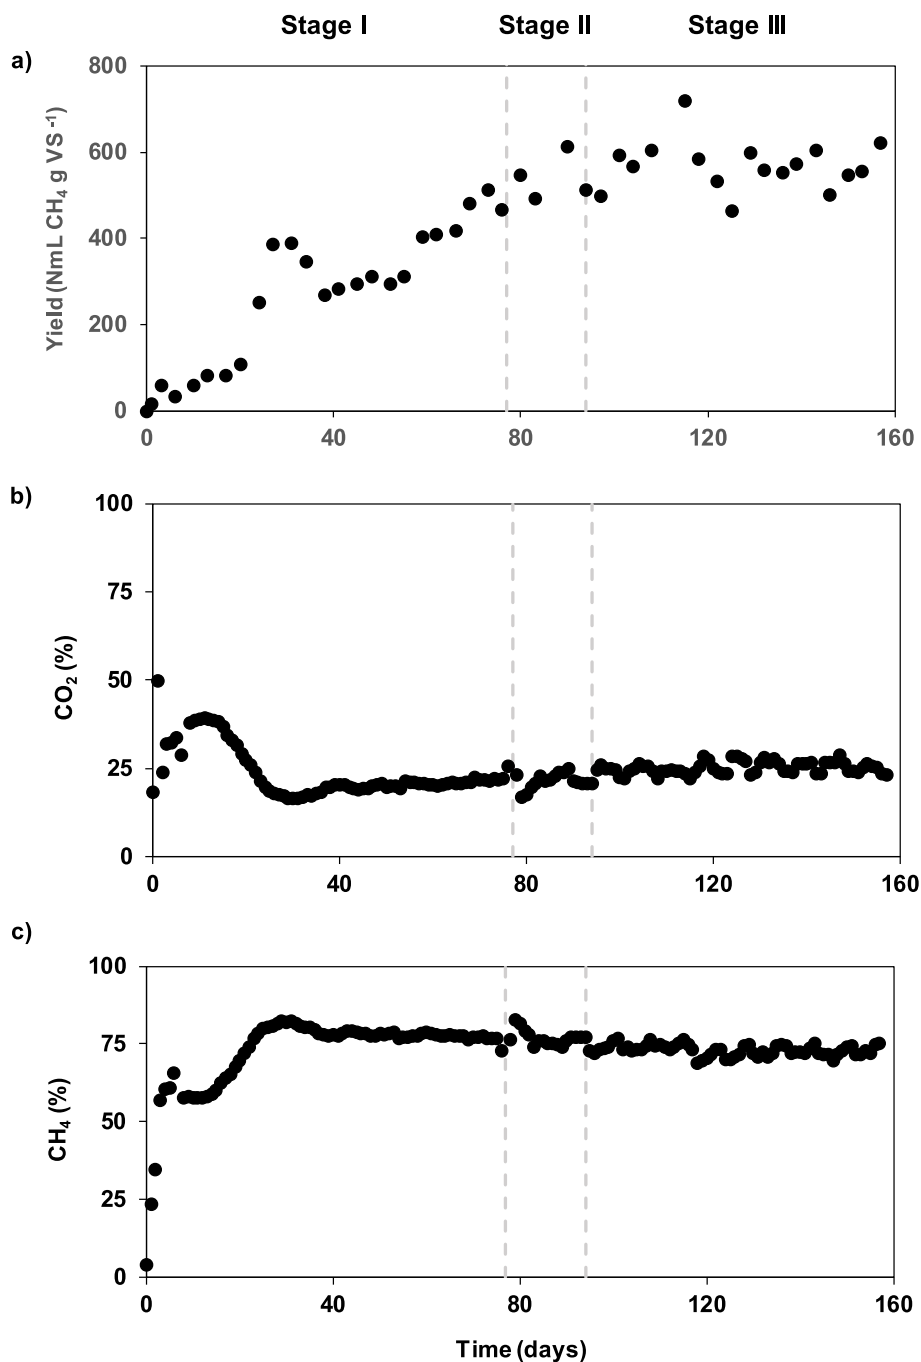 Stage I Stage II Stage III
a)
Yield (NmL CH₄ g VS⁻¹)
800
600
400
200
0
0 40 80 120 160
b)
CO₂ (%)
100
75
50
25
0
0 40 80 120 160
c)
CH₄ (%)
100
75
50
25
0
0 40 80 120 160
Time (days)